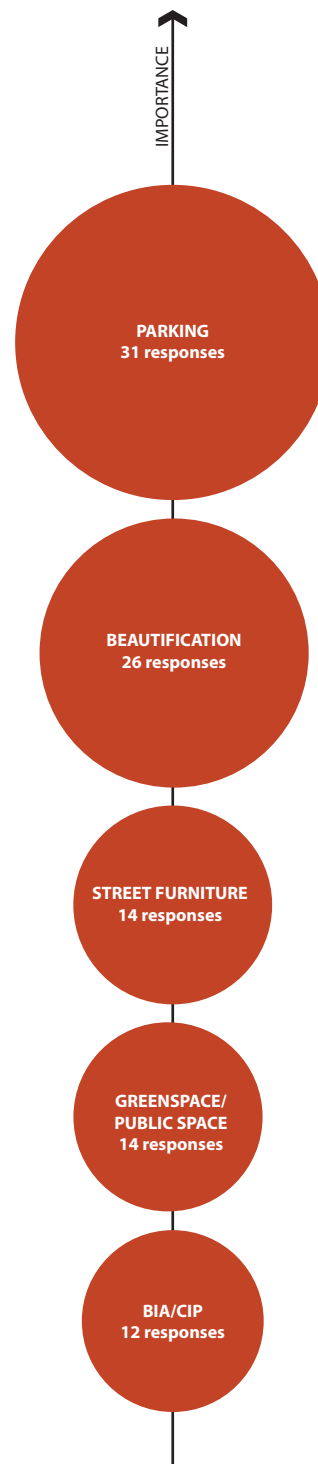 IMPORTANCE
PARKING
31 responses
BEAUTIFICATION
26 responses
STREET FURNITURE
14 responses
GREENSPACE/
PUBLIC SPACE
14 responses
BIA/CIP
12 responses